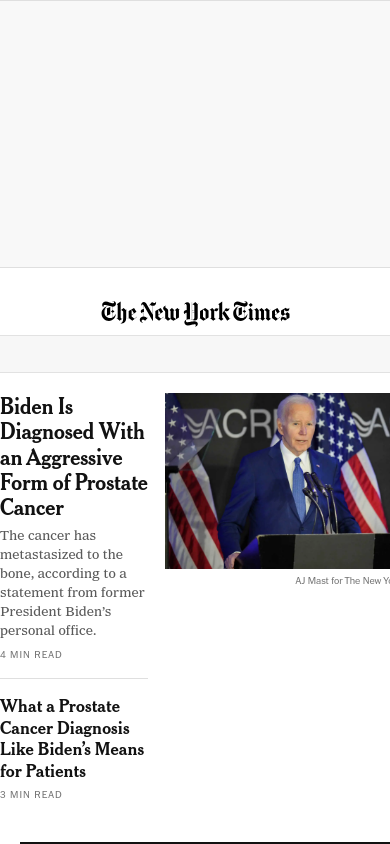 The New York Times
Biden Is
Diagnosed With
an Aggressive
Form of Prostate
Cancer
The cancer has
metastasized to the
bone, according to a
statement from former
President Biden's
personal office.
4 MIN READ
ACRE
A
AJ Mast for The New Yo
What a Prostate
Cancer Diagnosis
Like Biden's Means
for Patients
3 MIN READ